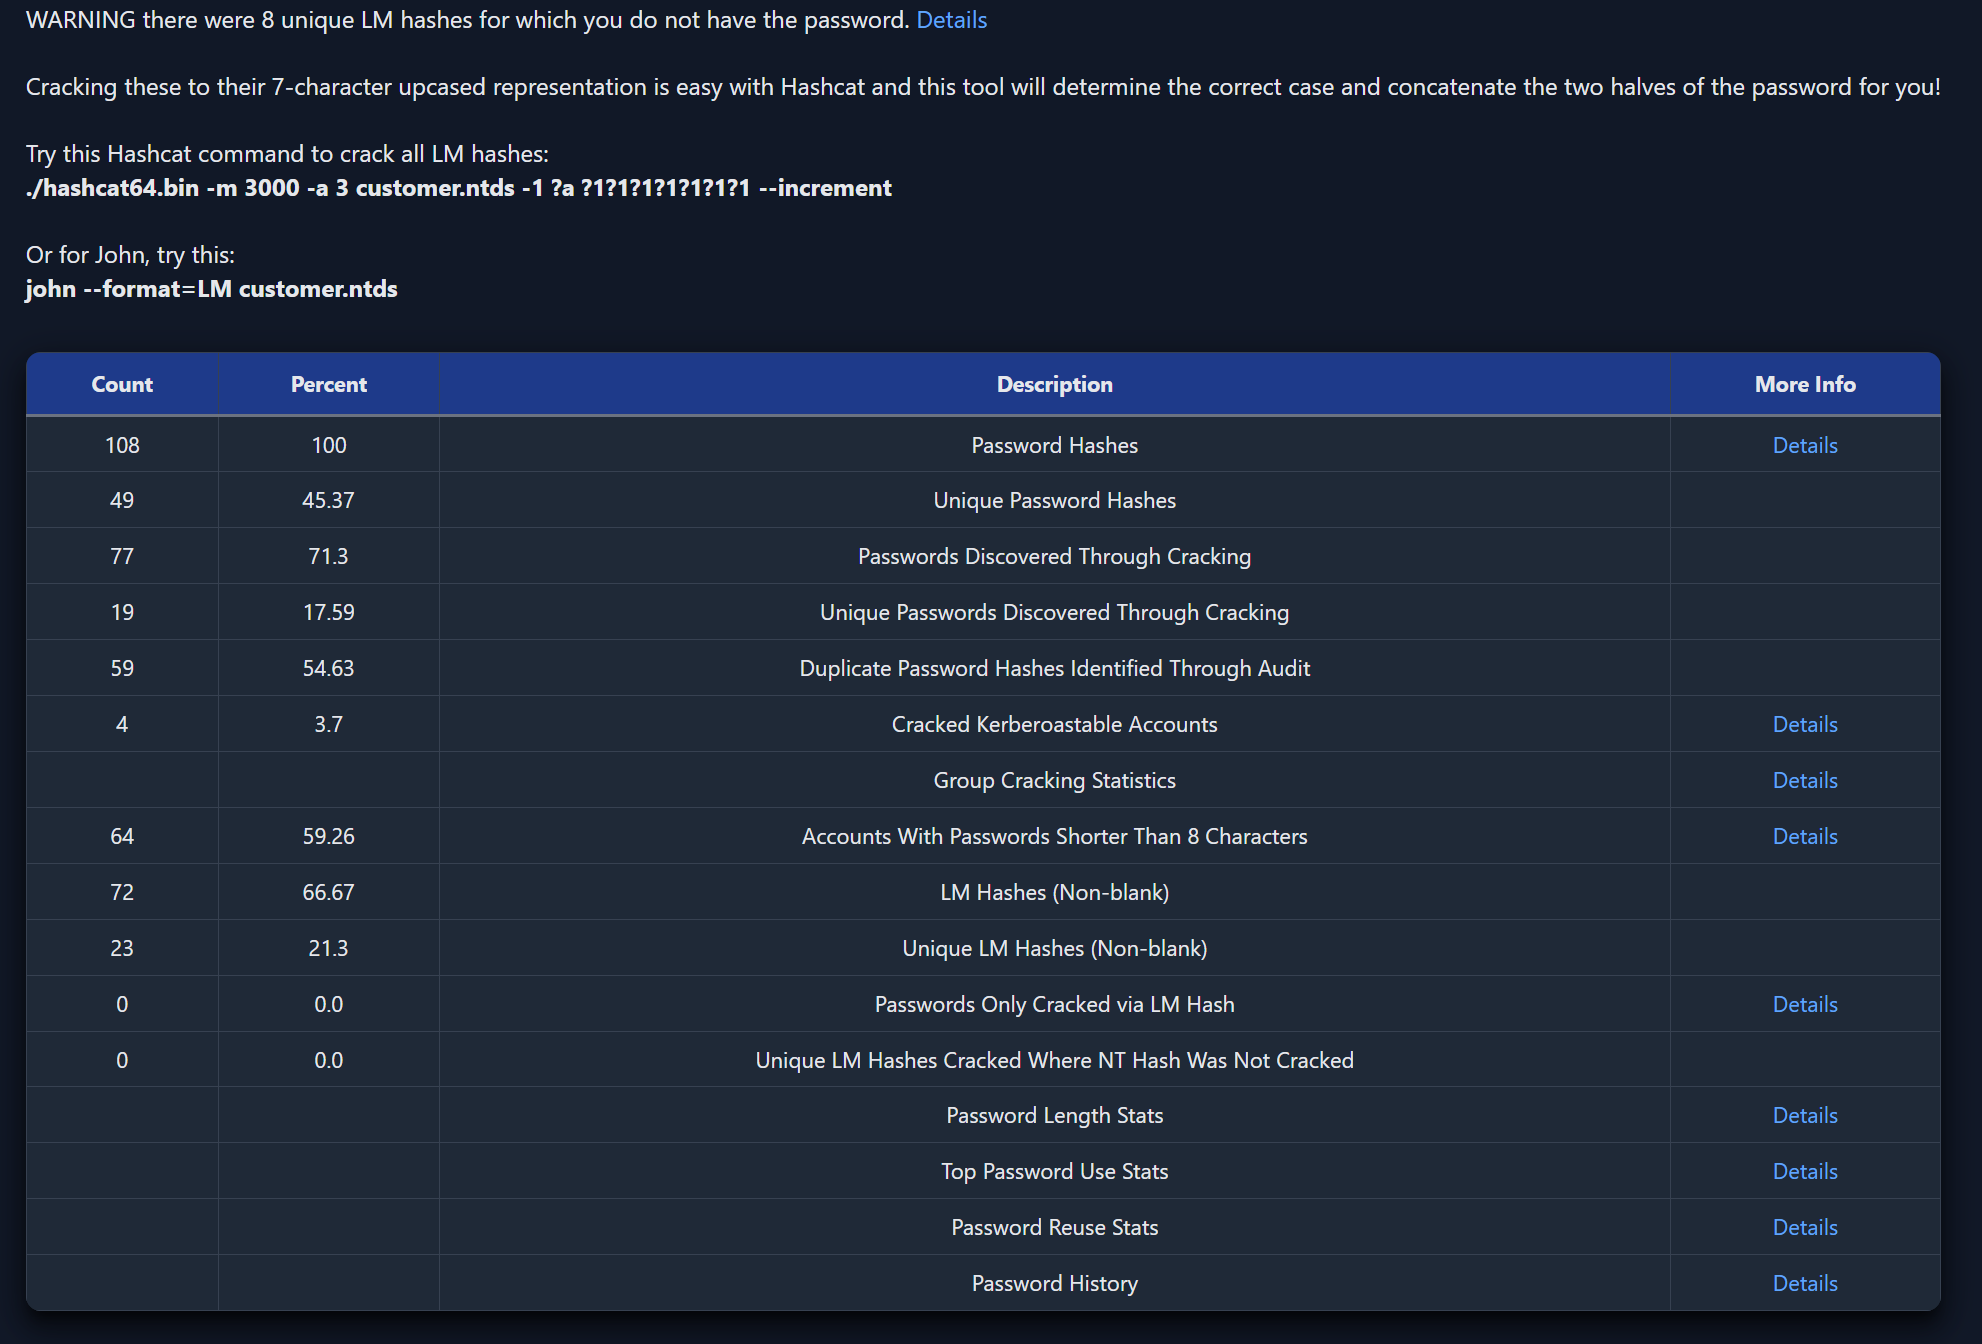 WARNING there were 8 unique LM hashes for which you do not have the password. Details
Cracking these to their 7-character upcased representation is easy with Hashcat and this tool will determine the correct case and concatenate the two halves of the password for you!
Try this Hashcat command to crack all LM hashes:
./hashcat64.bin -m 3000 -a 3 customer.ntds -1 ?a ?1?1?1?1?1?1?1 --increment
Or for John, try this:
john --format=LM customer.ntds
Count Percent Description More Info
108 100 Password Hashes Details
49 45.37 Unique Password Hashes
77 71.3 Passwords Discovered Through Cracking
19 17.59 Unique Passwords Discovered Through Cracking
59 54.63 Duplicate Password Hashes Identified Through Audit
4 3.7 Cracked Kerberoastable Accounts Details
Group Cracking Statistics Details
64 59.26 Accounts With Passwords Shorter Than 8 Characters Details
72 66.67 LM Hashes (Non-blank)
23 21.3 Unique LM Hashes (Non-blank)
0 0.0 Passwords Only Cracked via LM Hash Details
0 0.0 Unique LM Hashes Cracked Where NT Hash Was Not Cracked
Password Length Stats Details
Top Password Use Stats Details
Password Reuse Stats Details
Password History Details